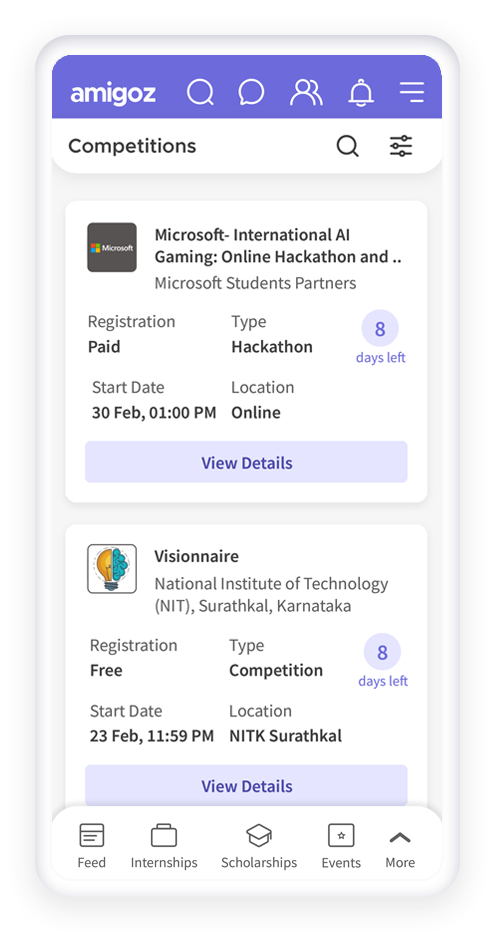 amigoz
Competitions
Microsoft
Microsoft- International AI
Gaming: Online Hackathon and ..
Microsoft Students Partners
Registration
Type
8
Paid
Hackathon
days left
Start Date
Location
30 Feb, 01:00 PM
Online
View Details
Visionnaire
National Institute of Technology
(NIT), Surathkal, Karnataka
Registration
Type
8
Free
Competition
days left
Start Date
Location
23 Feb, 11:59 PM
NITK Surathkal
View Details
Feed
Internships
Scholarships
Events
More